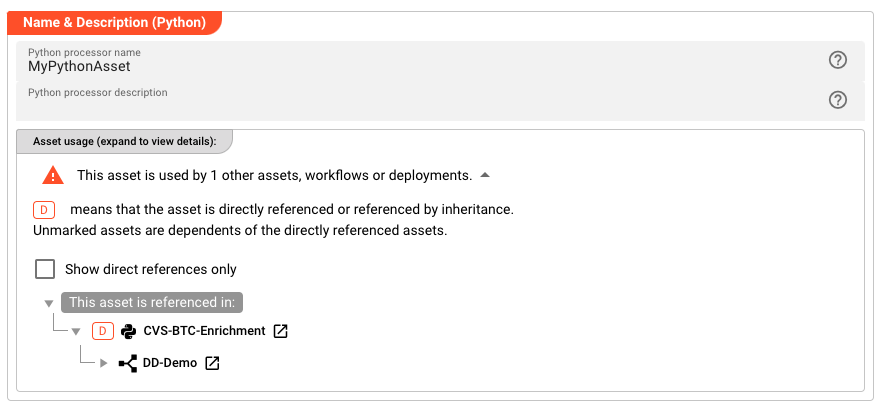 Name & Description (Python)
Python processor name
MyPythonAsset
Python processor description
Asset usage (expand to view details):
This asset is used by 1 other assets, workflows or deployments.
D means that the asset is directly referenced or referenced by inheritance.
Unmarked assets are dependents of the directly referenced assets.
Show direct references only
This asset is referenced in:
D CVS-BTC-Enrichment
DD-Demo